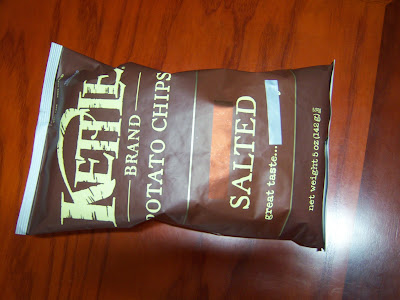 KETTLE
BRAND
POTATO CHIPS
SALTED
great taste...
net weight 5 oz (142 g)